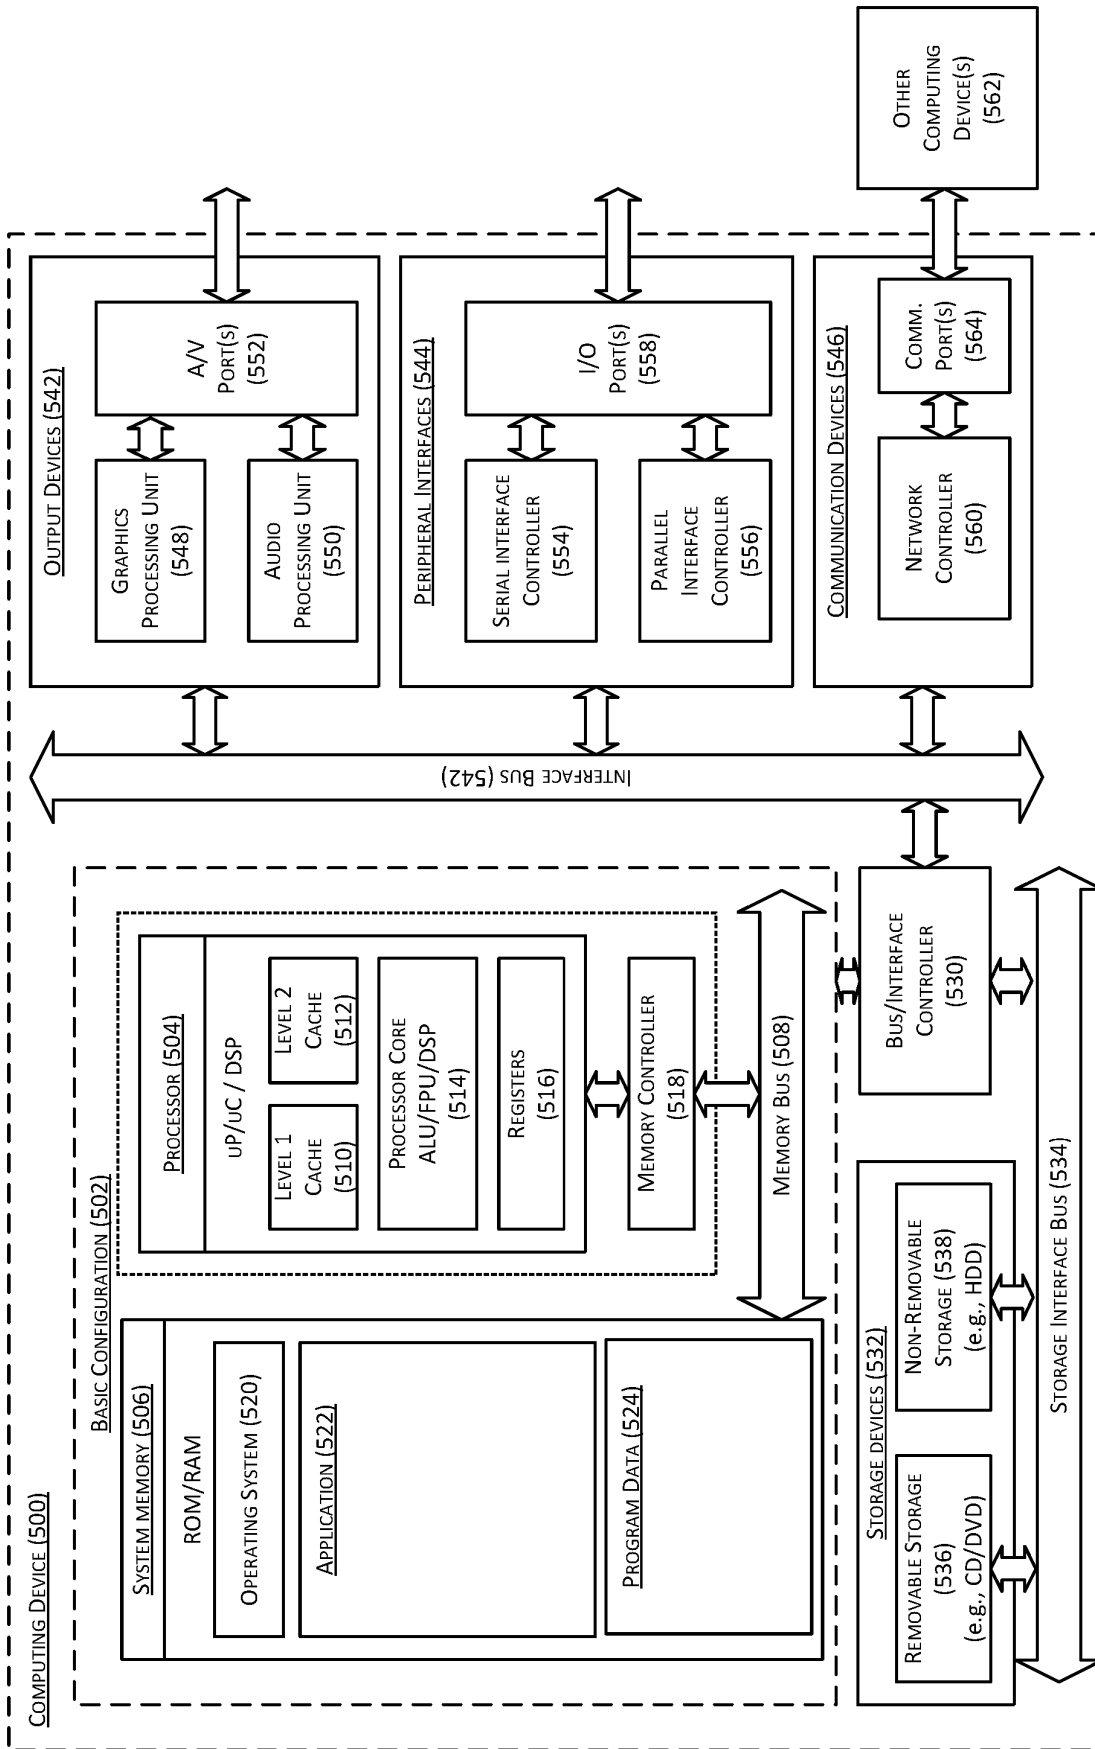 COMPUTING DEVICE (500)
BASIC CONFIGURATION (502)
SYSTEM MEMORY (506)
ROM/RAM
OPERATING SYSTEM (520)
APPLICATION (522)
PROGRAM DATA (524)
PROCESSOR (504)
uP/uC / DSP
LEVEL 1
CACHE
(510)
LEVEL 2
CACHE
(512)
PROCESSOR CORE
ALU/FPU/DSP
(514)
REGISTERS
(516)
MEMORY CONTROLLER
(518)
MEMORY BUS (508)
STORAGE DEVICES (532)
REMOVABLE STORAGE
(536)
(e.g., CD/DVD)
NON-REMOVABLE
STORAGE (538)
(e.g., HDD)
STORAGE INTERFACE BUS (534)
BUS/INTERFACE
CONTROLLER
(530)
INTERFACE BUS (542)
OUTPUT DEVICES (542)
GRAPHICS
PROCESSING UNIT
(548)
AUDIO
PROCESSING UNIT
(550)
A/V
PORT(S)
(552)
PERIPHERAL INTERFACES (544)
SERIAL INTERFACE
CONTROLLER
(554)
PARALLEL
INTERFACE
CONTROLLER
(556)
I/O
PORT(S)
(558)
COMMUNICATION DEVICES (546)
NETWORK
CONTROLLER
(560)
COMM.
PORT(S)
(564)
OTHER
COMPUTING
DEVICE(S)
(562)